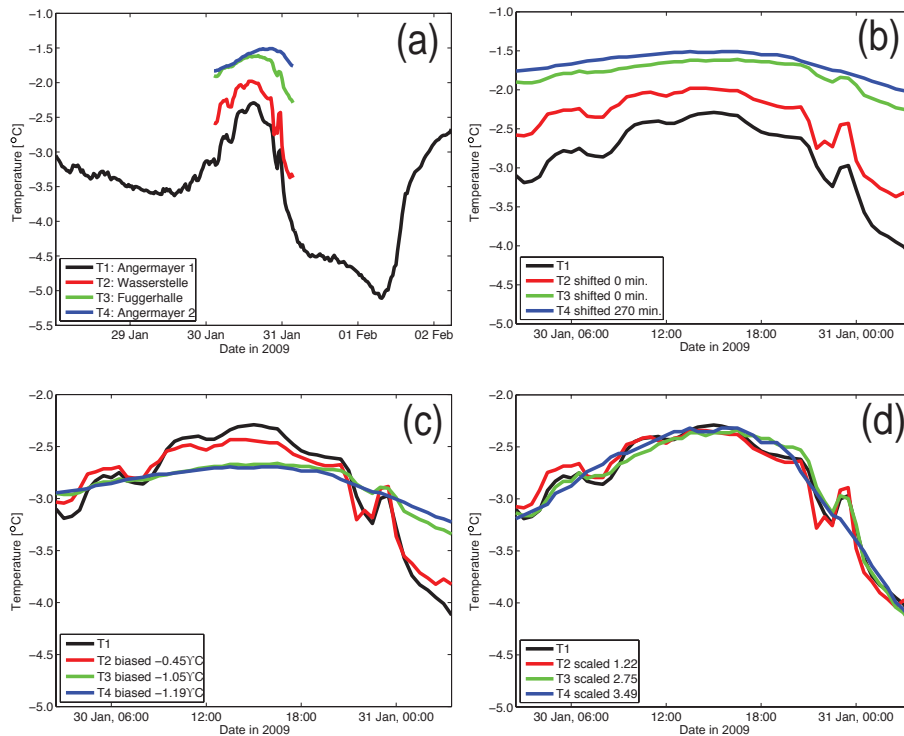 (a)
−1.0
−1.5
−2.0
−2.5
−3.0
−3.5
−4.0
−4.5
−5.0
−5.5
Temperature [°C]
T1: Angermayer 1
T2: Wasserstelle
T3: Fuggerhalle
T4: Angermayer 2
29 Jan
30 Jan
31 Jan
01 Feb
02 Feb
Date in 2009
(b)
−1.0
−1.5
−2.0
−2.5
−3.0
−3.5
−4.0
−4.5
−5.0
Temperature [°C]
T1
T2 shifted 0 min.
T3 shifted 0 min.
T4 shifted 270 min.
30 Jan, 06:00
12:00
18:00
31 Jan, 00:00
Date in 2009
(c)
−2.0
−2.5
−3.0
−3.5
−4.0
−4.5
−5.0
Temperature [°C]
T1
T2 biased −0.45ϒC
T3 biased −1.05ϒC
T4 biased −1.19ϒC
30 Jan, 06:00
12:00
18:00
31 Jan, 00:00
Date in 2009
(d)
−2.0
−2.5
−3.0
−3.5
−4.0
−4.5
−5.0
Temperature [°C]
T1
T2 scaled 1.22
T3 scaled 2.75
T4 scaled 3.49
30 Jan, 06:00
12:00
18:00
31 Jan, 00:00
Date in 2009